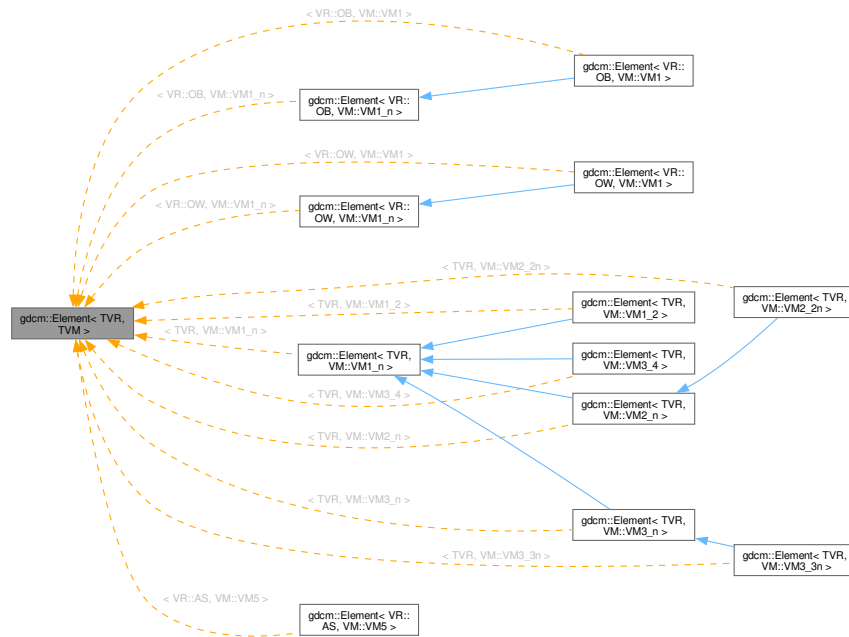 < VR::OB, VM::VM1 >
gdcm::Element< VR::
OB, VM::VM1 >
< VR::OB, VM::VM1_n >
gdcm::Element< VR::
OB, VM::VM1_n >
< VR::OW, VM::VM1 >
gdcm::Element< VR::
OW, VM::VM1 >
< VR::OW, VM::VM1_n >
gdcm::Element< VR::
OW, VM::VM1_n >
< TVR, VM::VM2_2n >
gdcm::Element< TVR,
VM::VM2_2n >
< TVR, VM::VM1_2 >
gdcm::Element< TVR,
VM::VM1_2 >
gdcm::Element< TVR,
TVM >
< TVR, VM::VM1_n >
gdcm::Element< TVR,
VM::VM1_n >
gdcm::Element< TVR,
VM::VM3_4 >
< TVR, VM::VM3_4 >
gdcm::Element< TVR,
VM::VM2_n >
< TVR, VM::VM2_n >
< TVR, VM::VM3_n >
gdcm::Element< TVR,
VM::VM3_n >
< TVR, VM::VM3_3n >
gdcm::Element< TVR,
VM::VM3_3n >
< VR::AS, VM::VM5 >
gdcm::Element< VR::
AS, VM::VM5 >